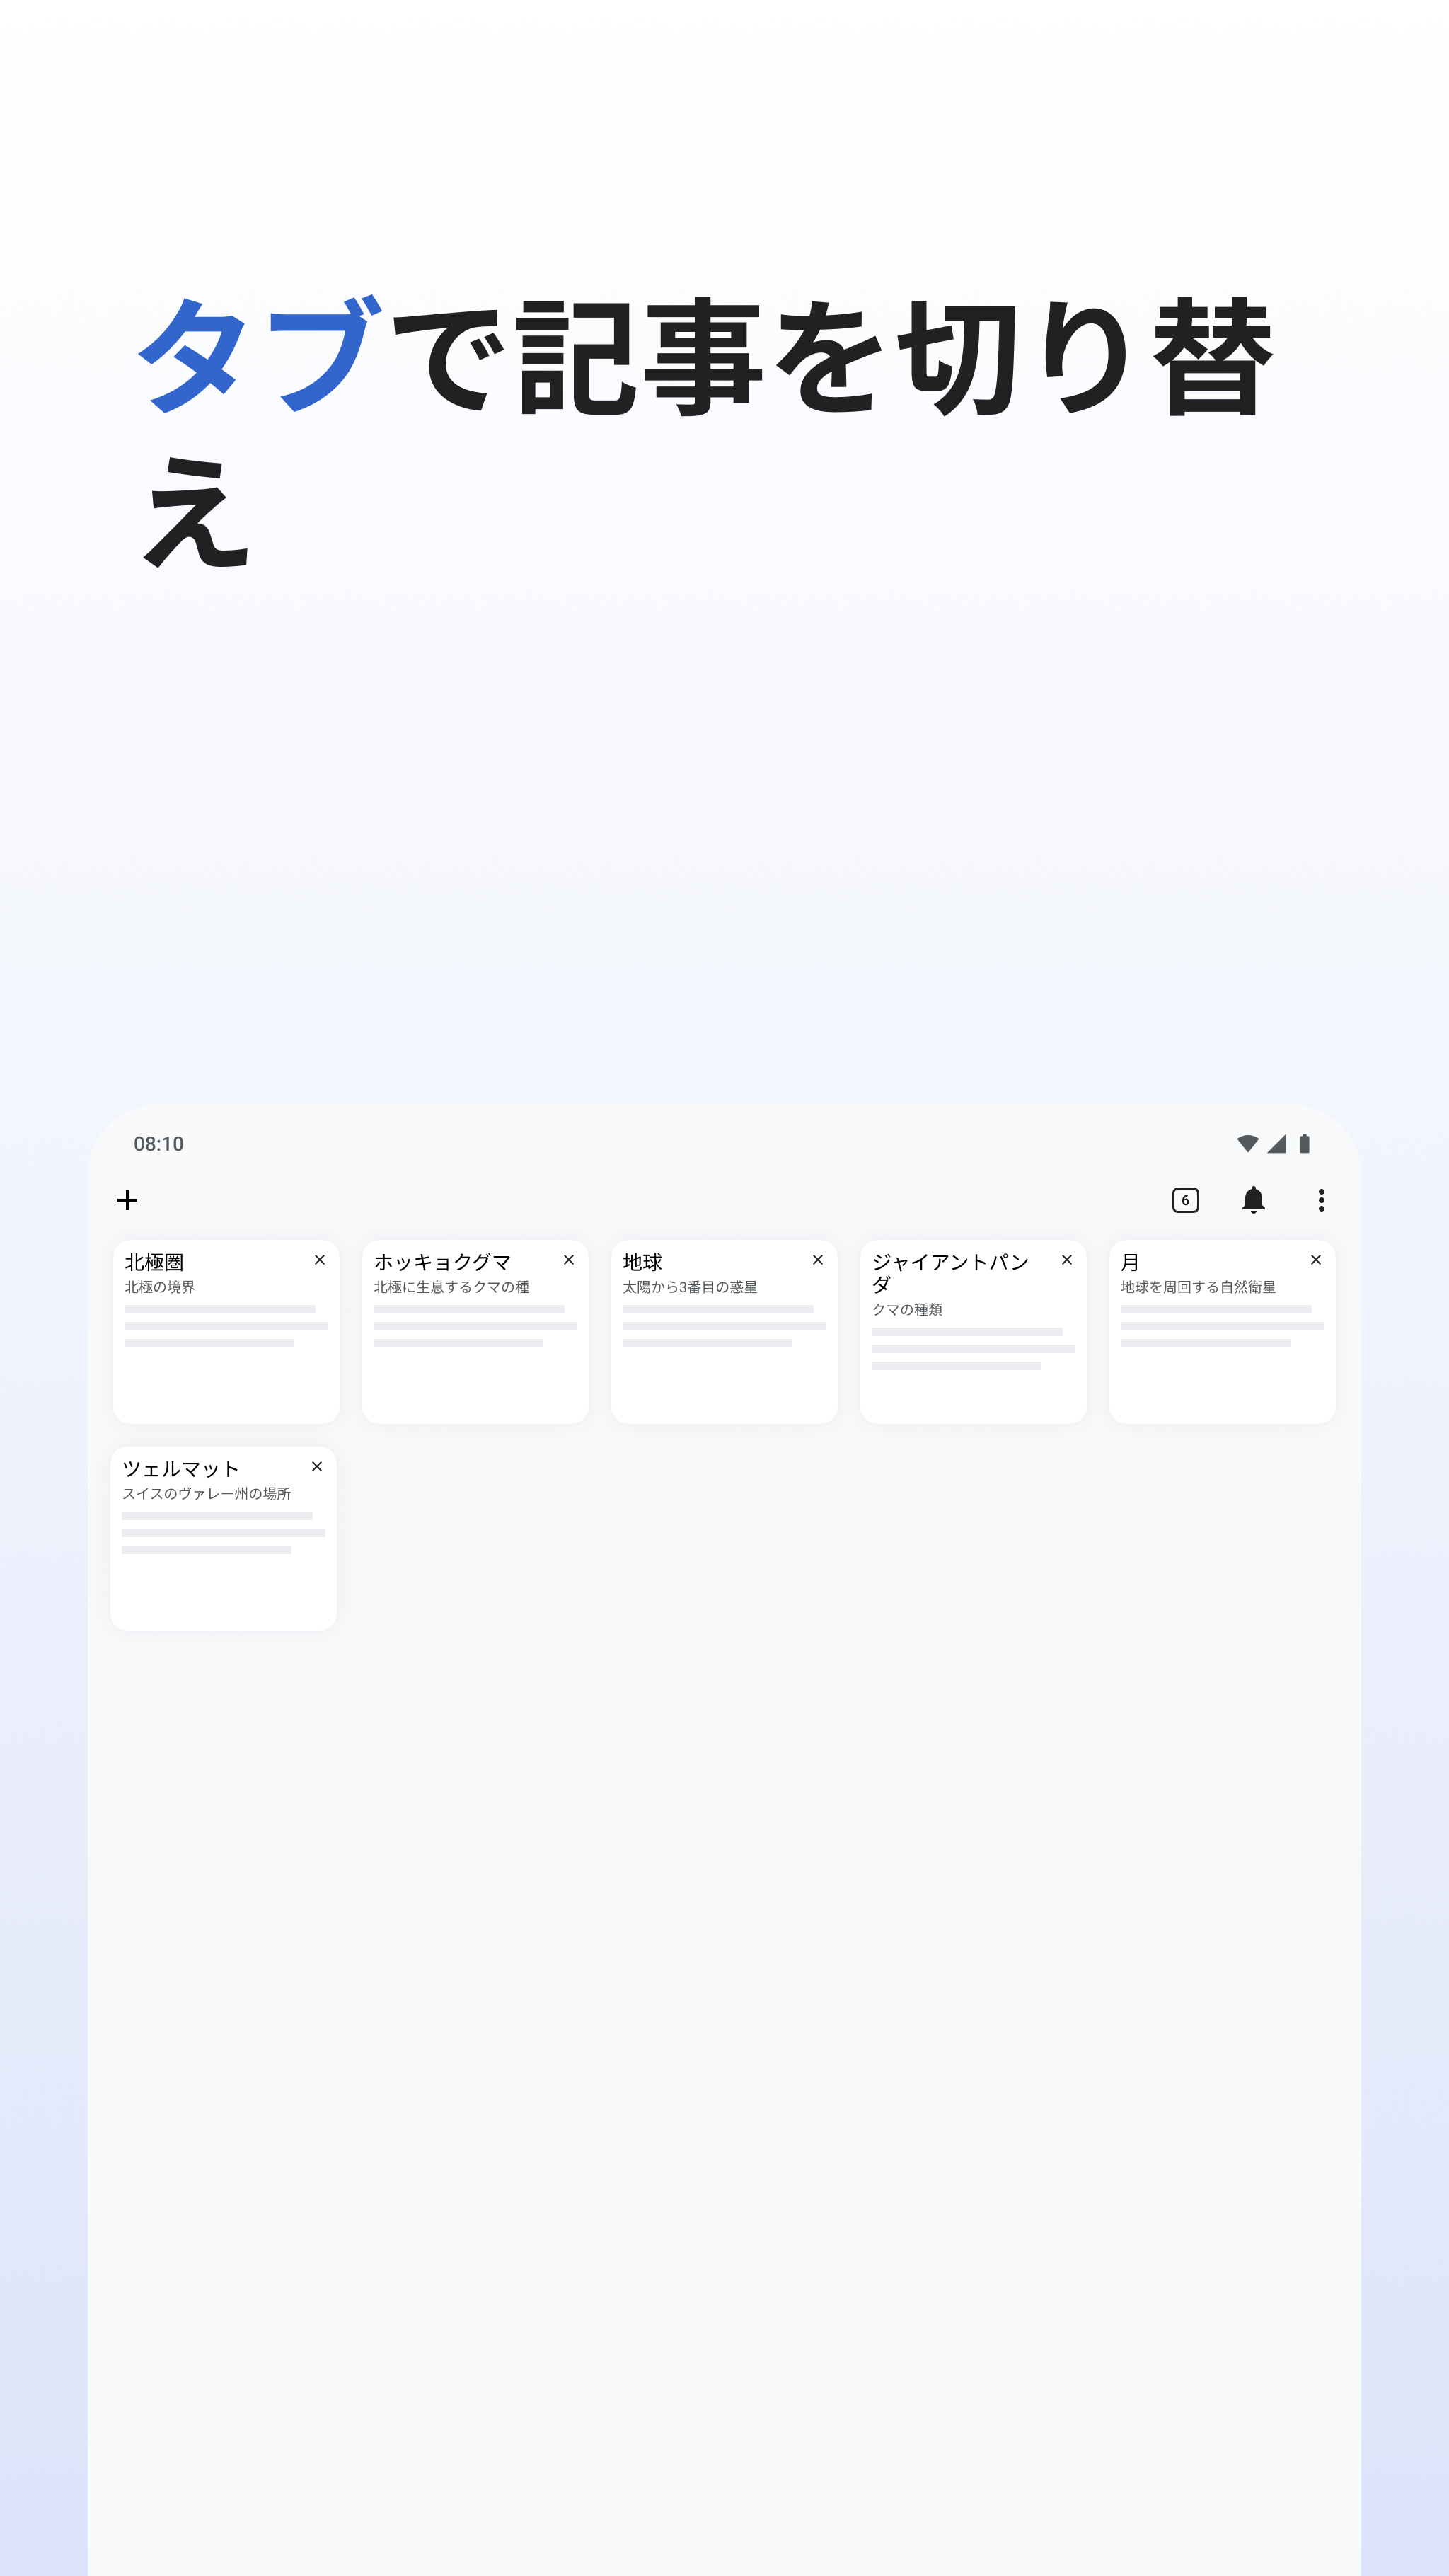 タブで記事を切り替
え
08:10
6
北極圏
北極の境界
ホッキョクグマ
北極に生息するクマの種
地球
太陽から3番目の惑星
ジャイアントパン
ダ
クマの種類
月
地球を周回する自然衛星
ツェルマット
スイスのヴァレー州の場所